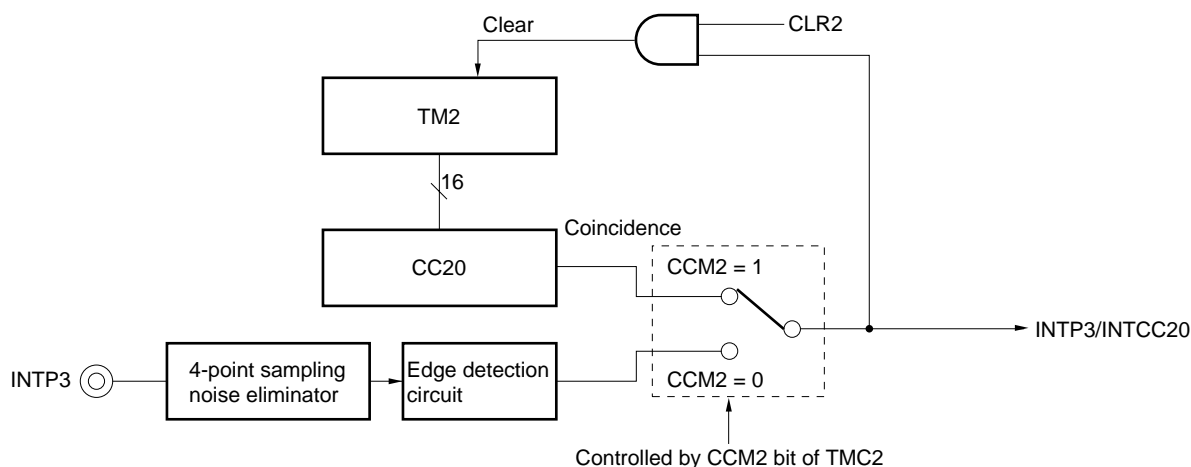 Clear
CLR2
TM2
16
Coincidence
CC20
CCM2 = 1
INTP3/INTCC20
INTP3
4-point sampling
noise eliminator
Edge detection
circuit
CCM2 = 0
Controlled by CCM2 bit of TMC2